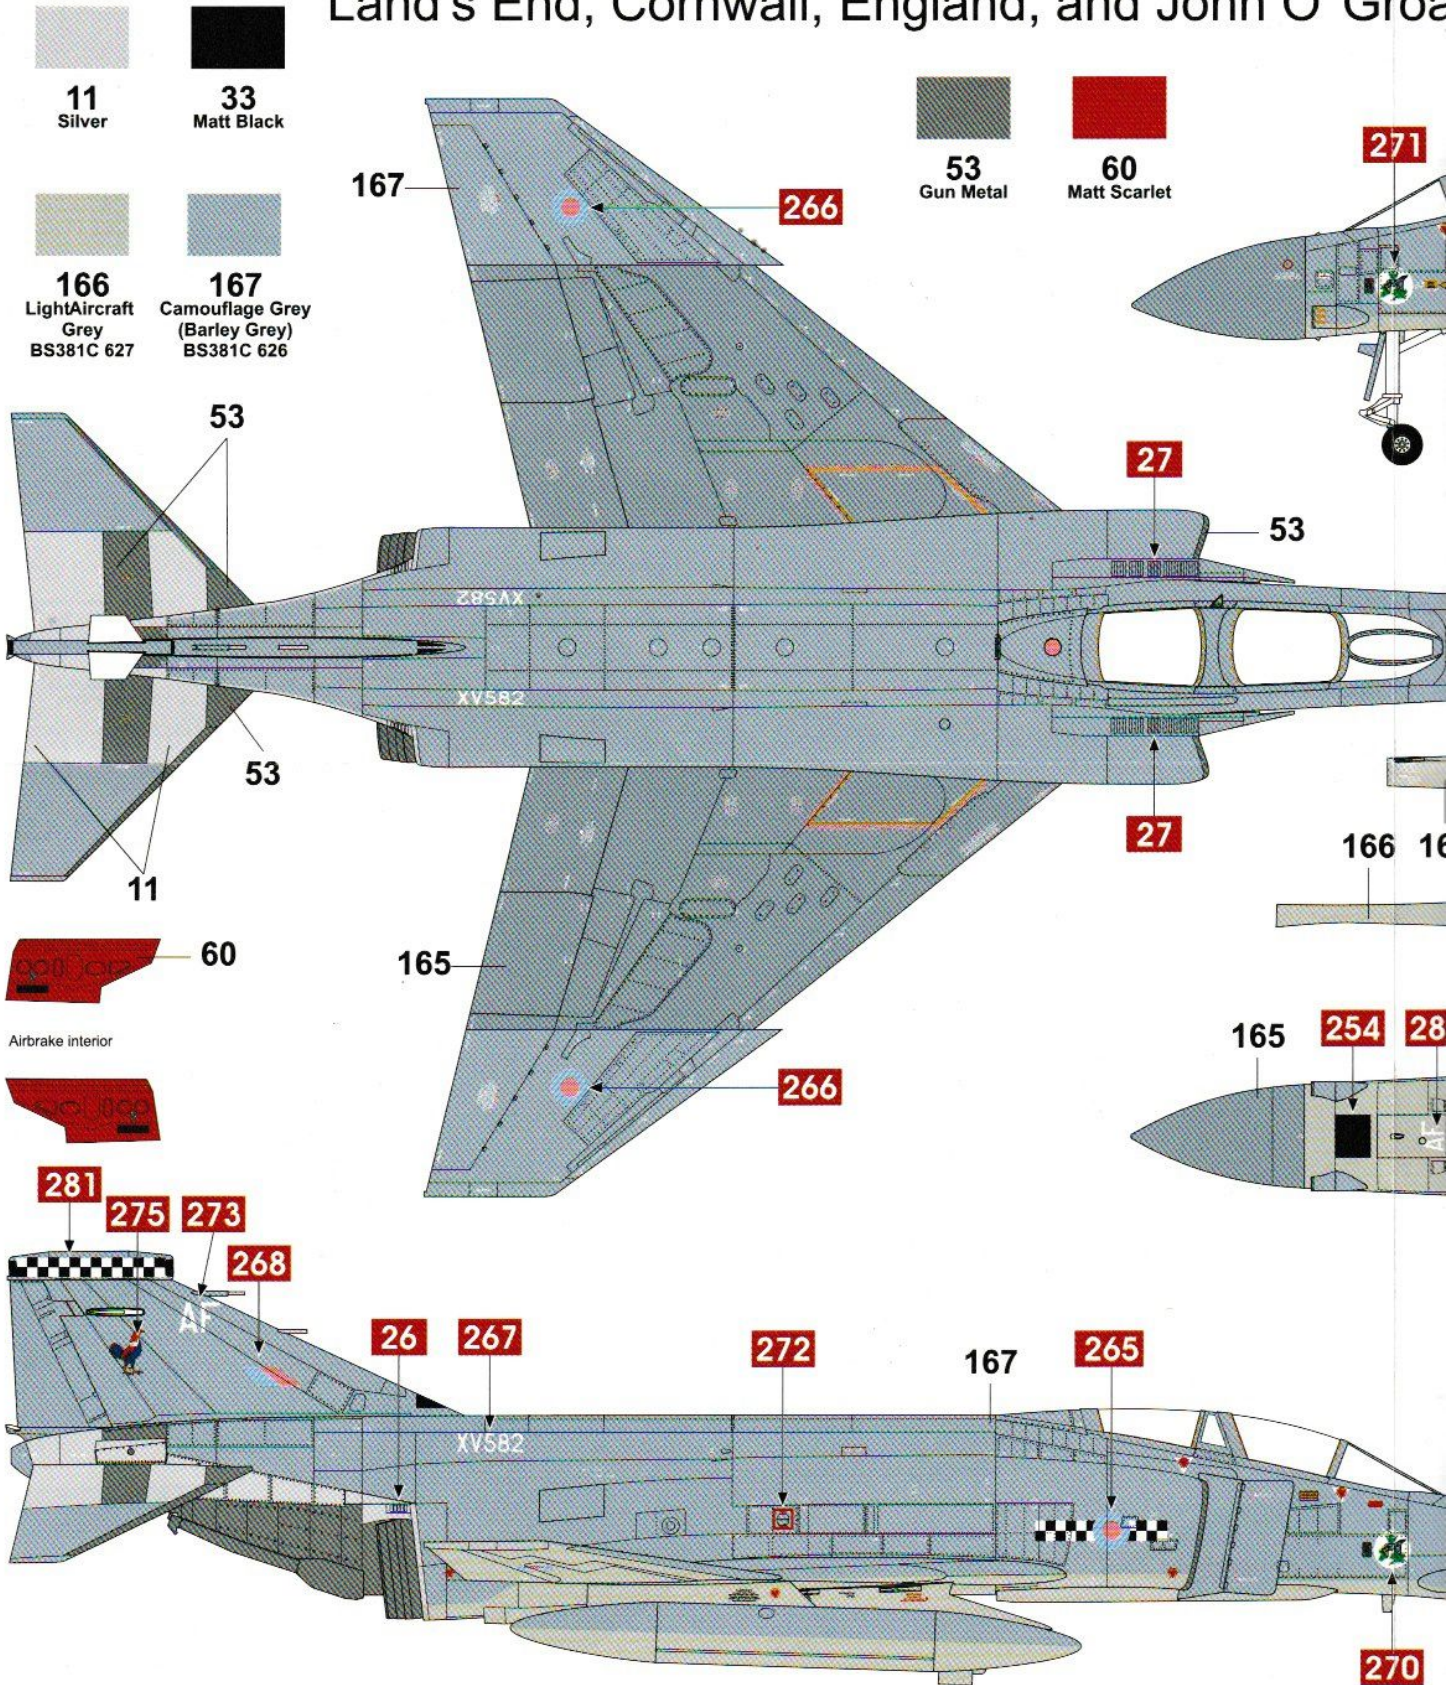 Land's End, Cornwall, England, and John O' Groa
11
Silver
33
Matt Black
53
Gun Metal
60
Matt Scarlet
166
LightAircraft
Grey
BS381C 627
167
Camouflage Grey
(Barley Grey)
BS381C 626
271
167
266
53
27
53
XV582
XV582
53
27
11
166
16
60
165
Airbrake interior
266
165
254
28
AF
281
275
273
268
AF
26
267
272
167
265
XV582
270